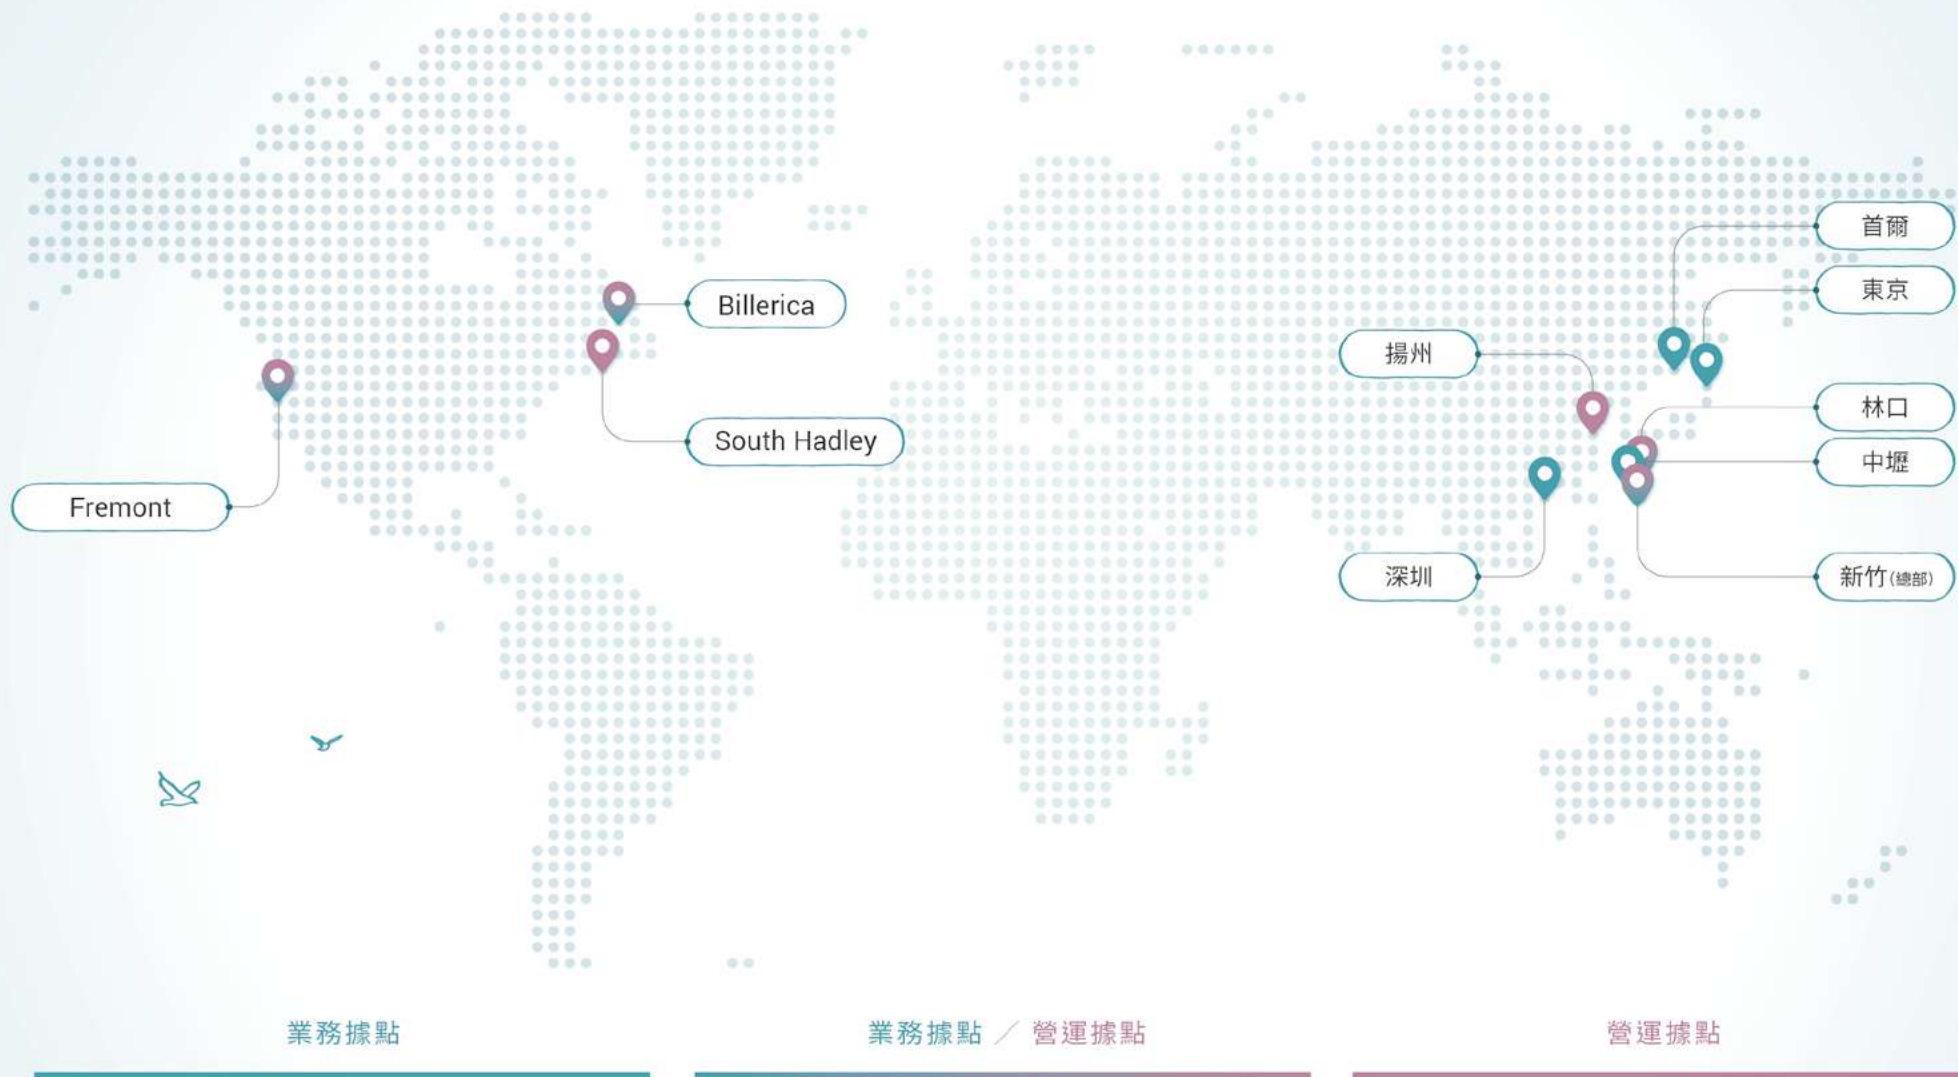 首爾
東京
Billerica
揚州
林口
South Hadley
中壢
Fremont
深圳
新竹(總部)
業務據點
業務據點／營運據點
營運據點